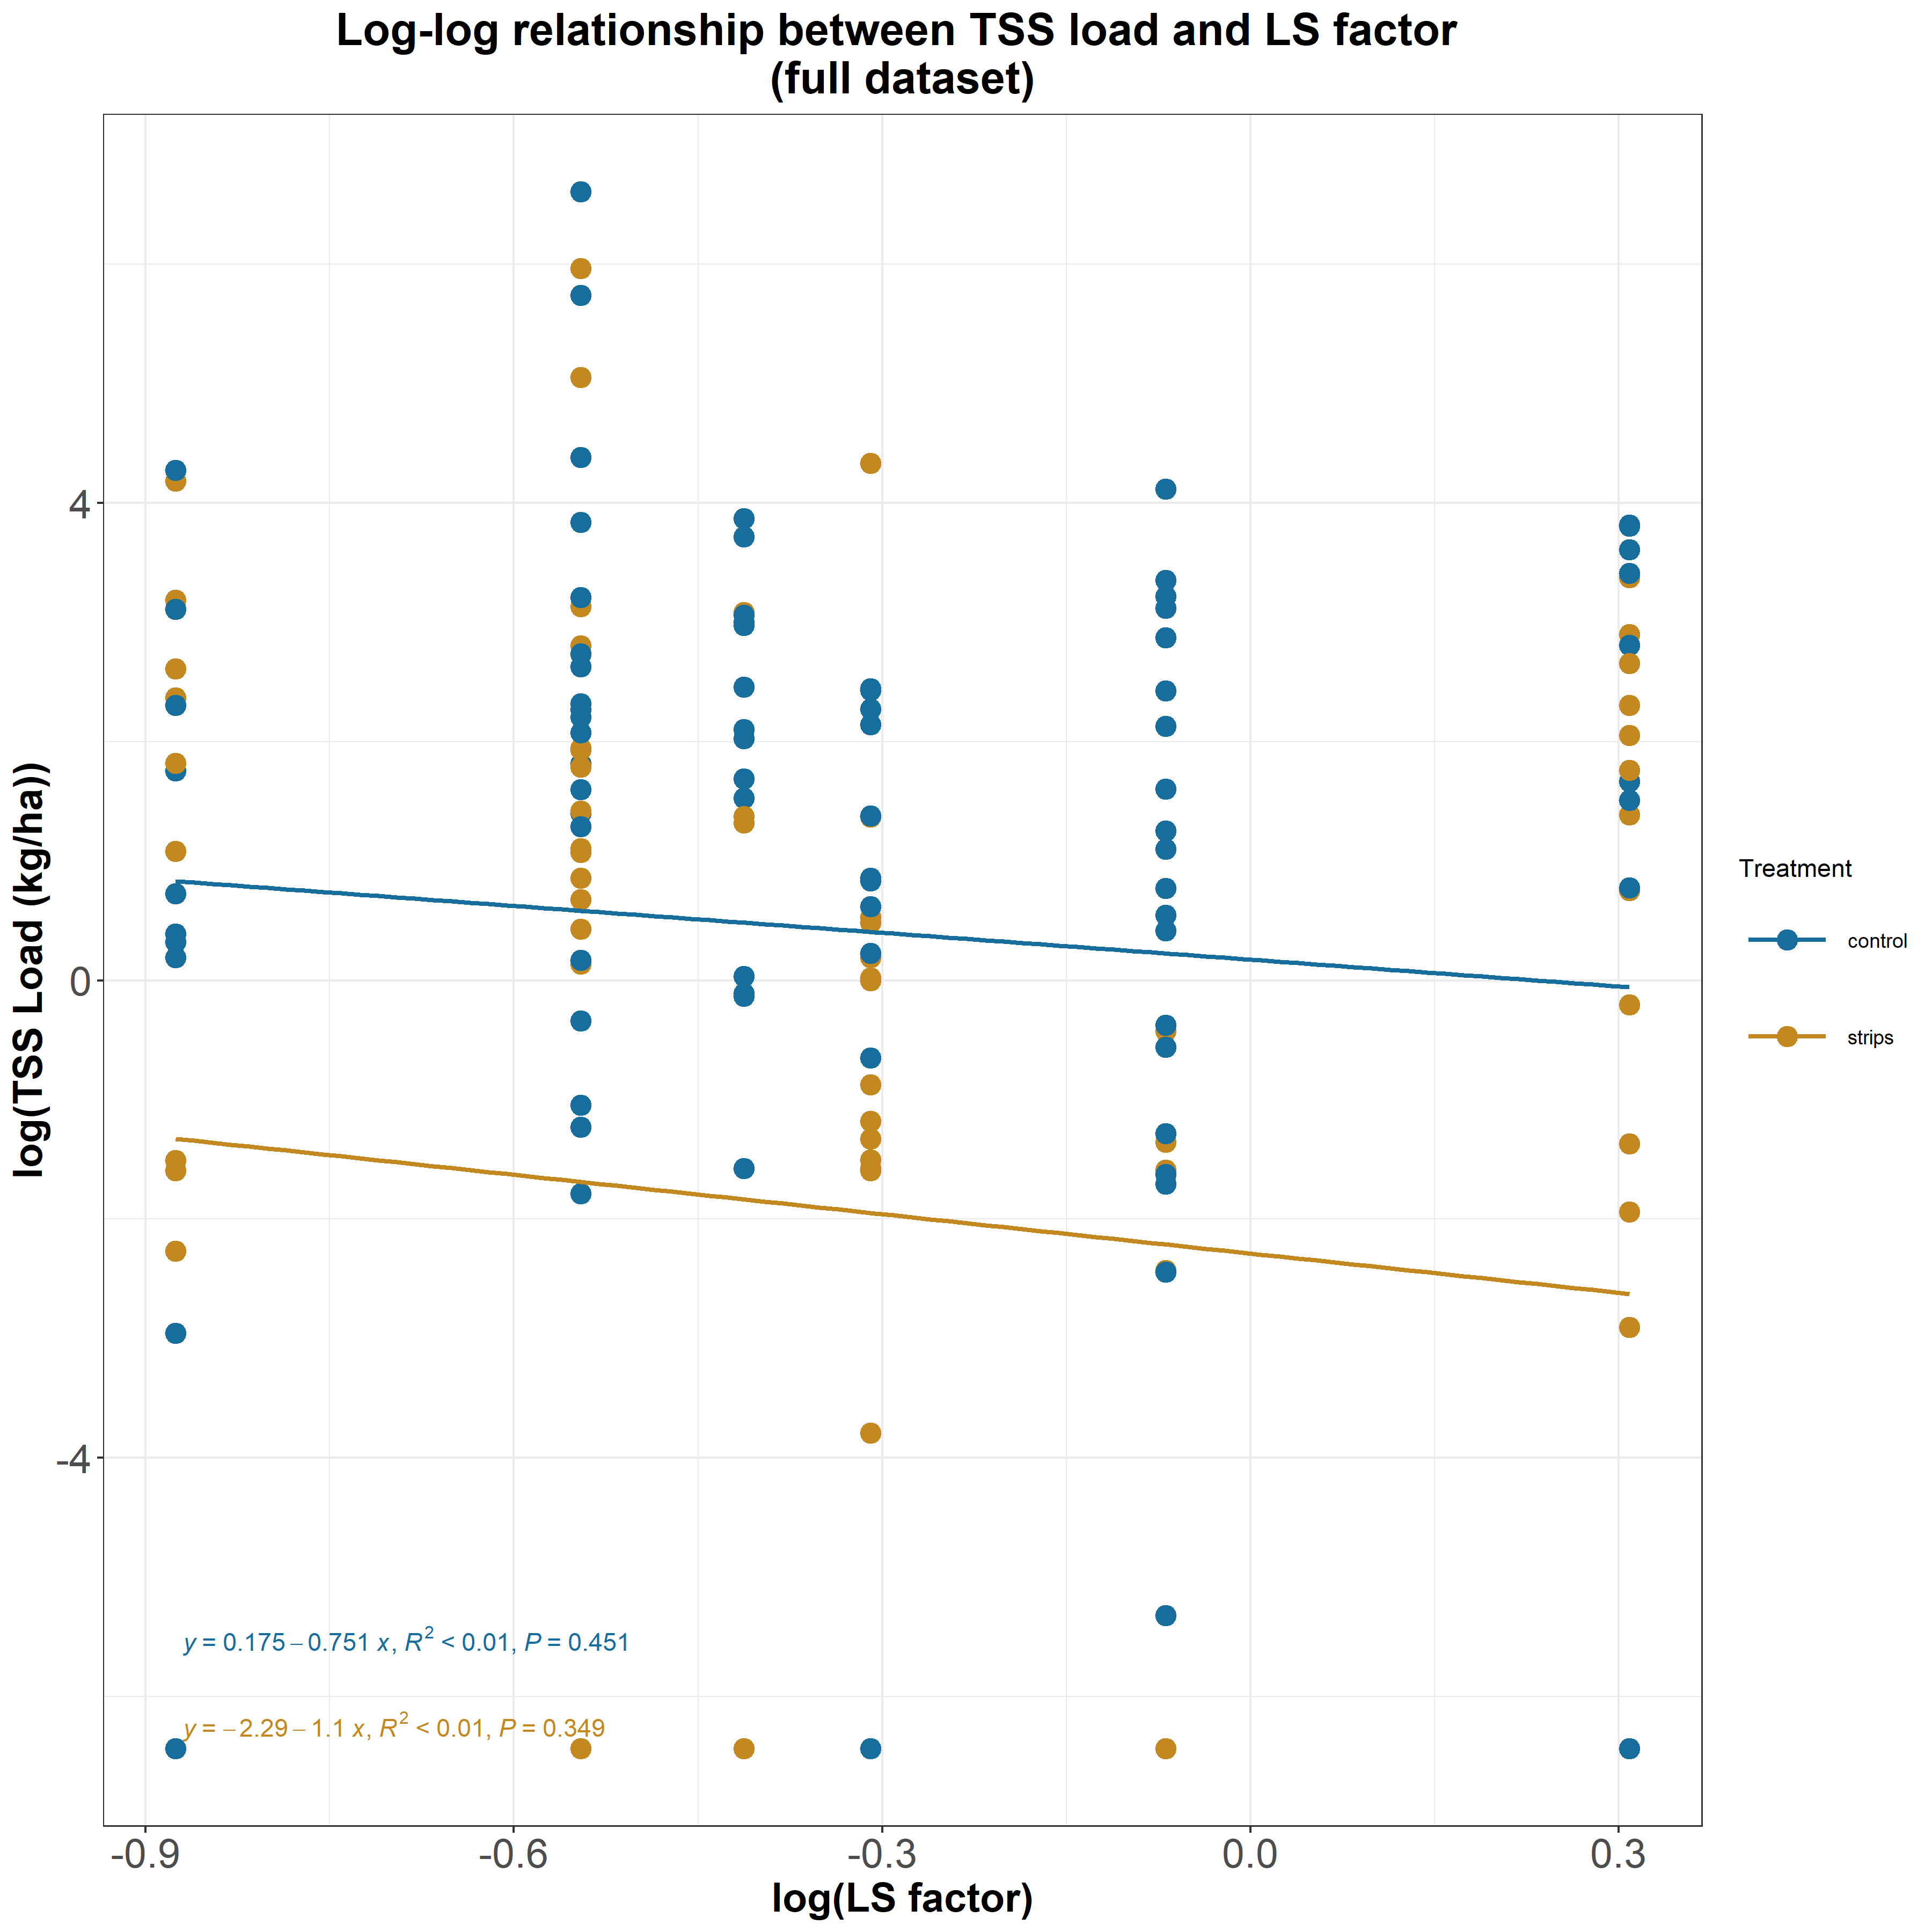 Log-log relationship between TSS load and LS factor
(full dataset)
log(TSS Load (kg/ha))
4
0
-4
y = 0.175 − 0.751 x, R² < 0.01, P = 0.451
y = −2.29 − 1.1 x, R² < 0.01, P = 0.349
-0.9
-0.6
-0.3
0.0
0.3
log(LS factor)
Treatment
control
strips